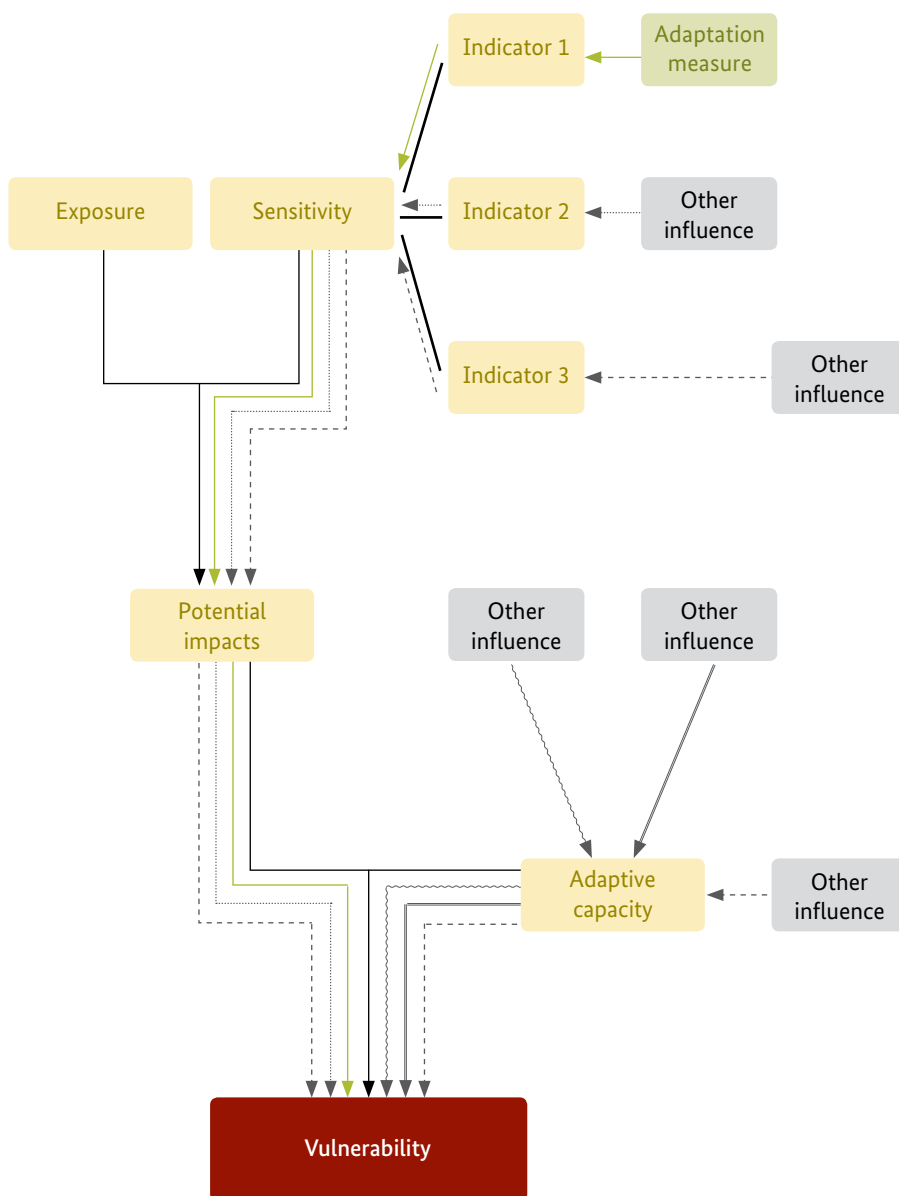 Indicator 1
Adaptation
measure
Exposure
Sensitivity
Indicator 2
Other
influence
Indicator 3
Other
influence
Potential
impacts
Other
influence
Other
influence
Adaptive
capacity
Other
influence
Vulnerability